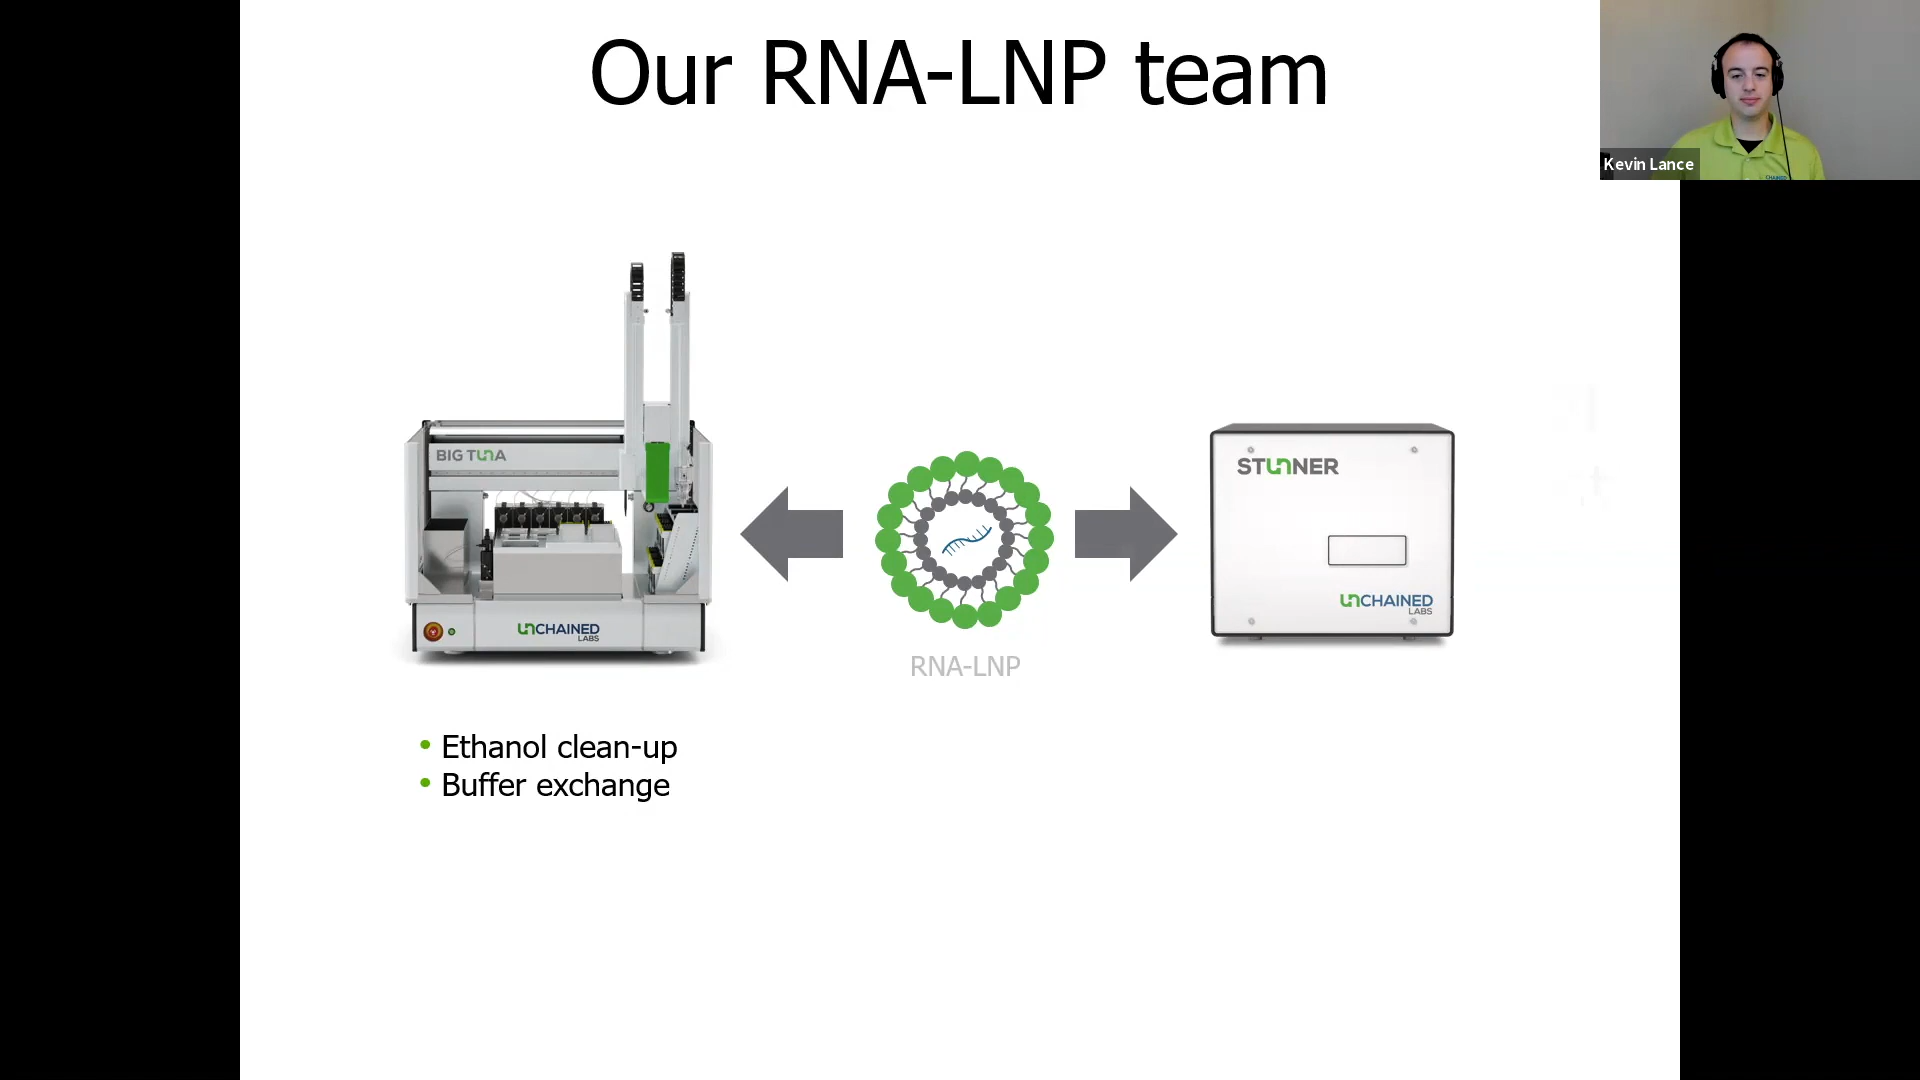 Our RNA-LNP team
Kevin Lance
BIG TUNA
UNCHAINED
LABS
RNA-LNP
STUNNER
UNCHAINED
LABS
• Ethanol clean-up
• Buffer exchange